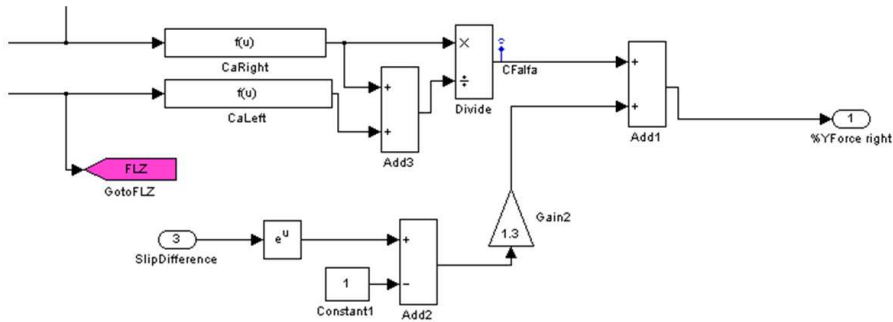 f(u)
CaRight
f(u)
CaLeft
+
+
Add3
×
÷
Divide
CFalfa
+
+
Add1
1
%YForce right
FLZ
GotoFLZ
3
SlipDifference
e^u
1
Constant1
+
−
Add2
1.3
Gain2